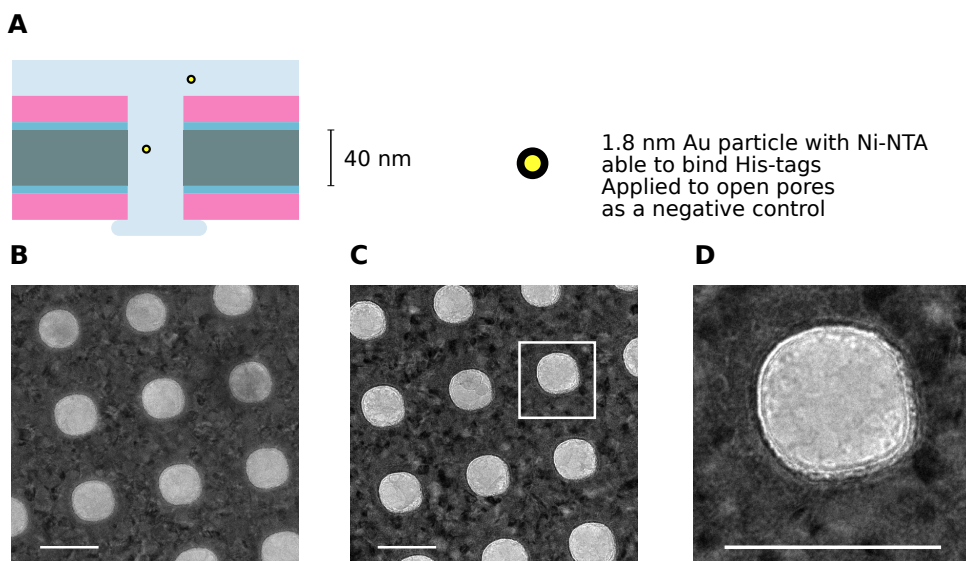 A
40 nm
1.8 nm Au particle with Ni-NTA
able to bind His-tags
Applied to open pores
as a negative control
B
C
D